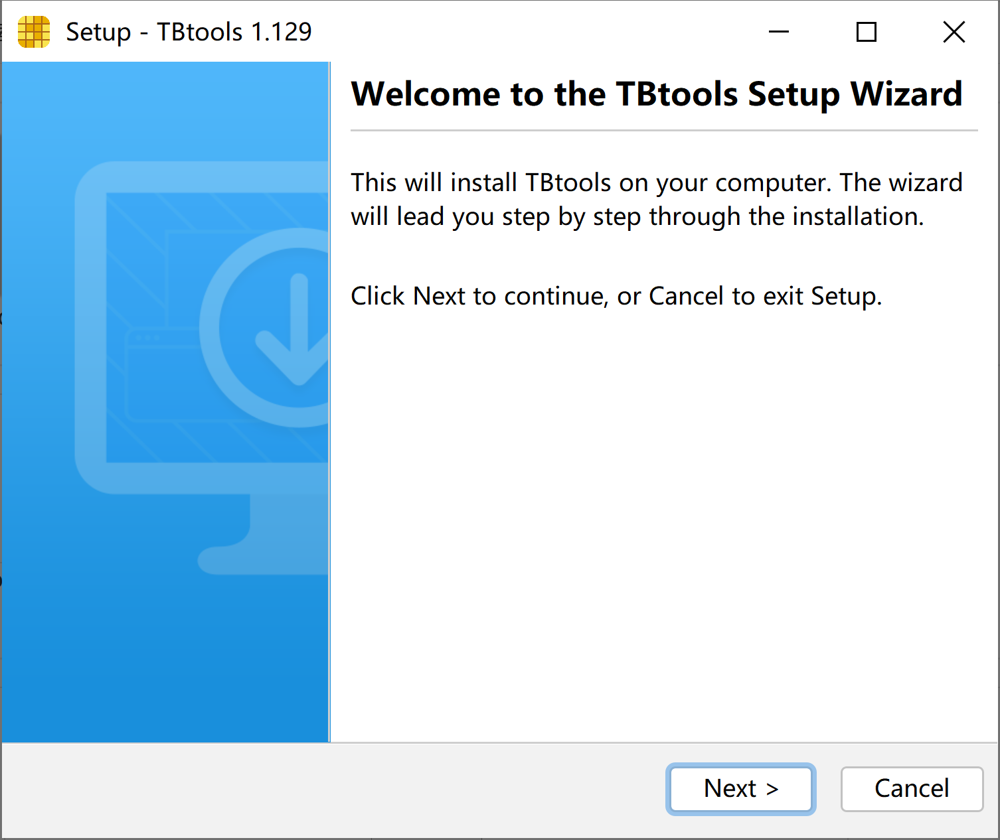 Setup - TBtools 1.129
Welcome to the TBtools Setup Wizard
This will install TBtools on your computer. The wizard
will lead you step by step through the installation.
Click Next to continue, or Cancel to exit Setup.
Next >
Cancel